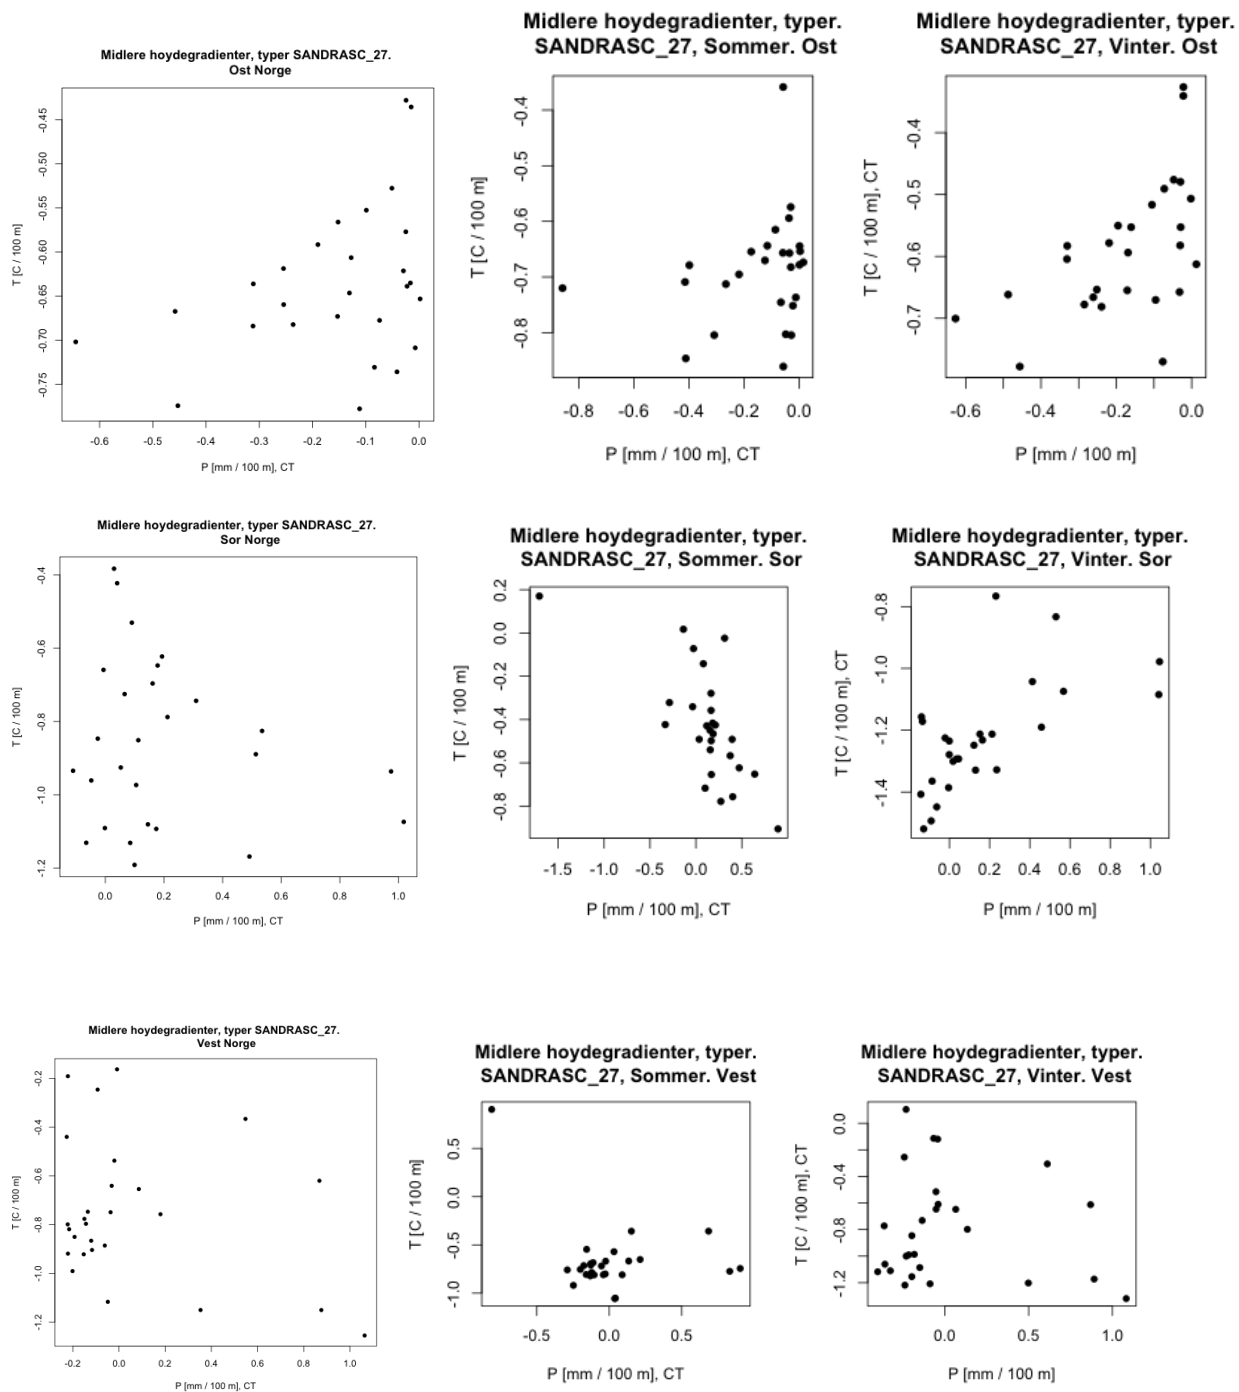 Midlere hoydegradienter, typer SANDRASC_27.
Ost Norge
T [C / 100 m]
-0.45
-0.50
-0.55
-0.60
-0.65
-0.70
-0.75
-0.6 -0.5 -0.4 -0.3 -0.2 -0.1 0.0
P [mm / 100 m], CT
Midlere hoydegradienter, typer.
SANDRASC_27, Sommer. Ost
T [C / 100 m]
-0.4
-0.5
-0.6
-0.7
-0.8
-0.8 -0.6 -0.4 -0.2 0.0
P [mm / 100 m], CT
Midlere hoydegradienter, typer.
SANDRASC_27, Vinter. Ost
T [C / 100 m], CT
-0.4
-0.5
-0.6
-0.7
-0.6 -0.4 -0.2 0.0
P [mm / 100 m]
Midlere hoydegradienter, typer SANDRASC_27.
Sor Norge
T [C / 100 m]
-0.4
-0.6
-0.8
-1.0
-1.2
0.0 0.2 0.4 0.6 0.8 1.0
P [mm / 100 m], CT
Midlere hoydegradienter, typer.
SANDRASC_27, Sommer. Sor
T [C / 100 m]
0.2
0.0
-0.2
-0.4
-0.6
-0.8
-1.5 -1.0 -0.5 0.0 0.5
P [mm / 100 m], CT
Midlere hoydegradienter, typer.
SANDRASC_27, Vinter. Sor
T [C / 100 m], CT
-0.8
-1.0
-1.2
-1.4
0.0 0.2 0.4 0.6 0.8 1.0
P [mm / 100 m]
Midlere hoydegradienter, typer SANDRASC_27.
Vest Norge
T [C / 100 m]
-0.2
-0.4
-0.6
-0.8
-1.0
-1.2
-0.2 0.0 0.2 0.4 0.6 0.8 1.0
P [mm / 100 m], CT
Midlere hoydegradienter, typer.
SANDRASC_27, Sommer. Vest
T [C / 100 m]
0.5
0.0
-0.5
-1.0
-0.5 0.0 0.5
P [mm / 100 m], CT
Midlere hoydegradienter, typer.
SANDRASC_27, Vinter. Vest
T [C / 100 m], CT
0.0
-0.4
-0.8
-1.2
0.0 0.5 1.0
P [mm / 100 m]